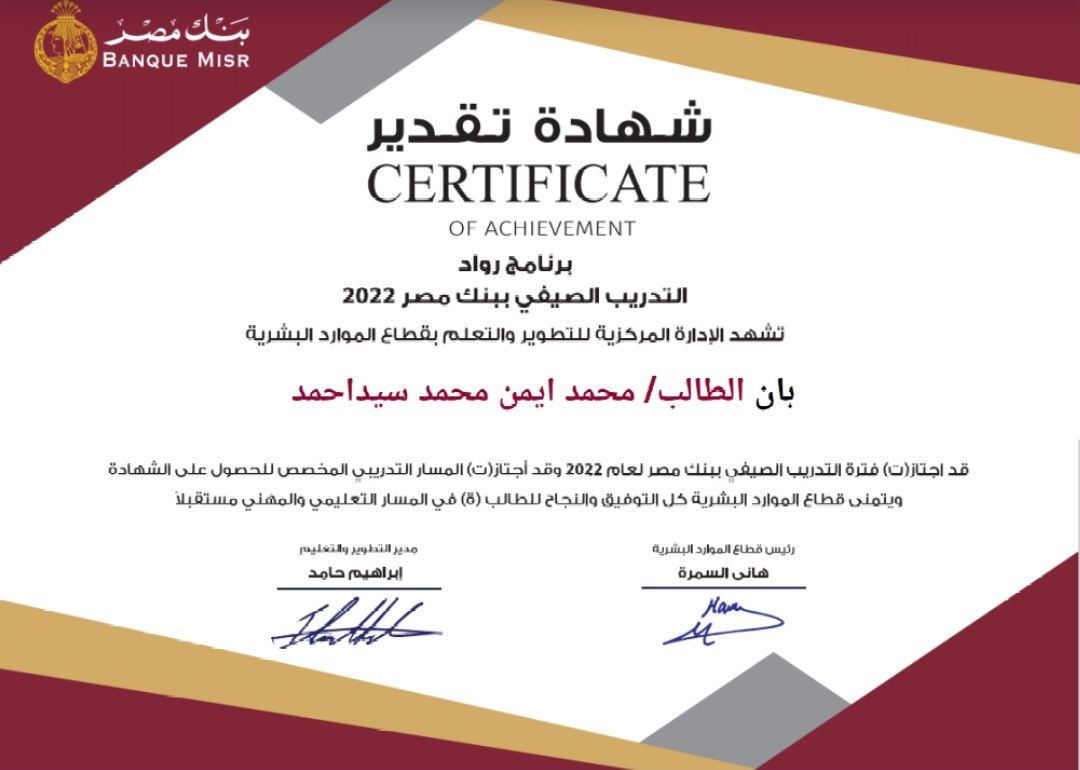 بنك مصر
BANQUE MISR
شهادة تقدير
CERTIFICATE
OF ACHIEVEMENT
برنامج رواد
التدريب الصيفي ببنك مصر 2022
تشهد الإدارة المركزية للتطوير والتعلم بقطاع الموارد البشرية
بان الطالب/ محمد ايمن محمد سيداحمد
قد اجتاز(ت) فترة التدريب الصيفي ببنك مصر لعام 2022 وقد أجتاز(ت) المسار التدريبي المخصص للحصول على الشهادة
ويتمنى قطاع الموارد البشرية كل التوفيق والنجاح للطالب (ة) في المسار التعليمي والمهني مستقبلاً
رئيس قطاع الموارد البشرية
هانى السمرة
مدير التطوير والتعليم
إبراهيم حامد